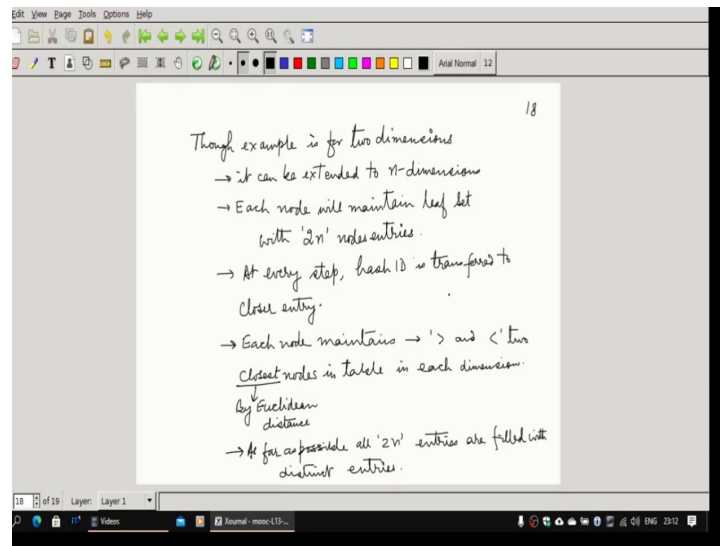 Edit View Page Tools Options Help
T
Arial Normal 12
18
Though example is for two dimensions
→ it can be extended to n-dimensions
→ Each node will maintain leaf set
with '2n' nodes entries.
→ At every step, hash ID is transferred to
closer entry.
→ Each node maintains → '> and <' two
closest nodes in table in each dimension.
By Euclidean
distance
→ As far as possible all '2n' entries are filled with
distinct entries.
18 of 19 Layer: Layer 1
Videos
Xournal - mooc-L13-...
ENG 23:12